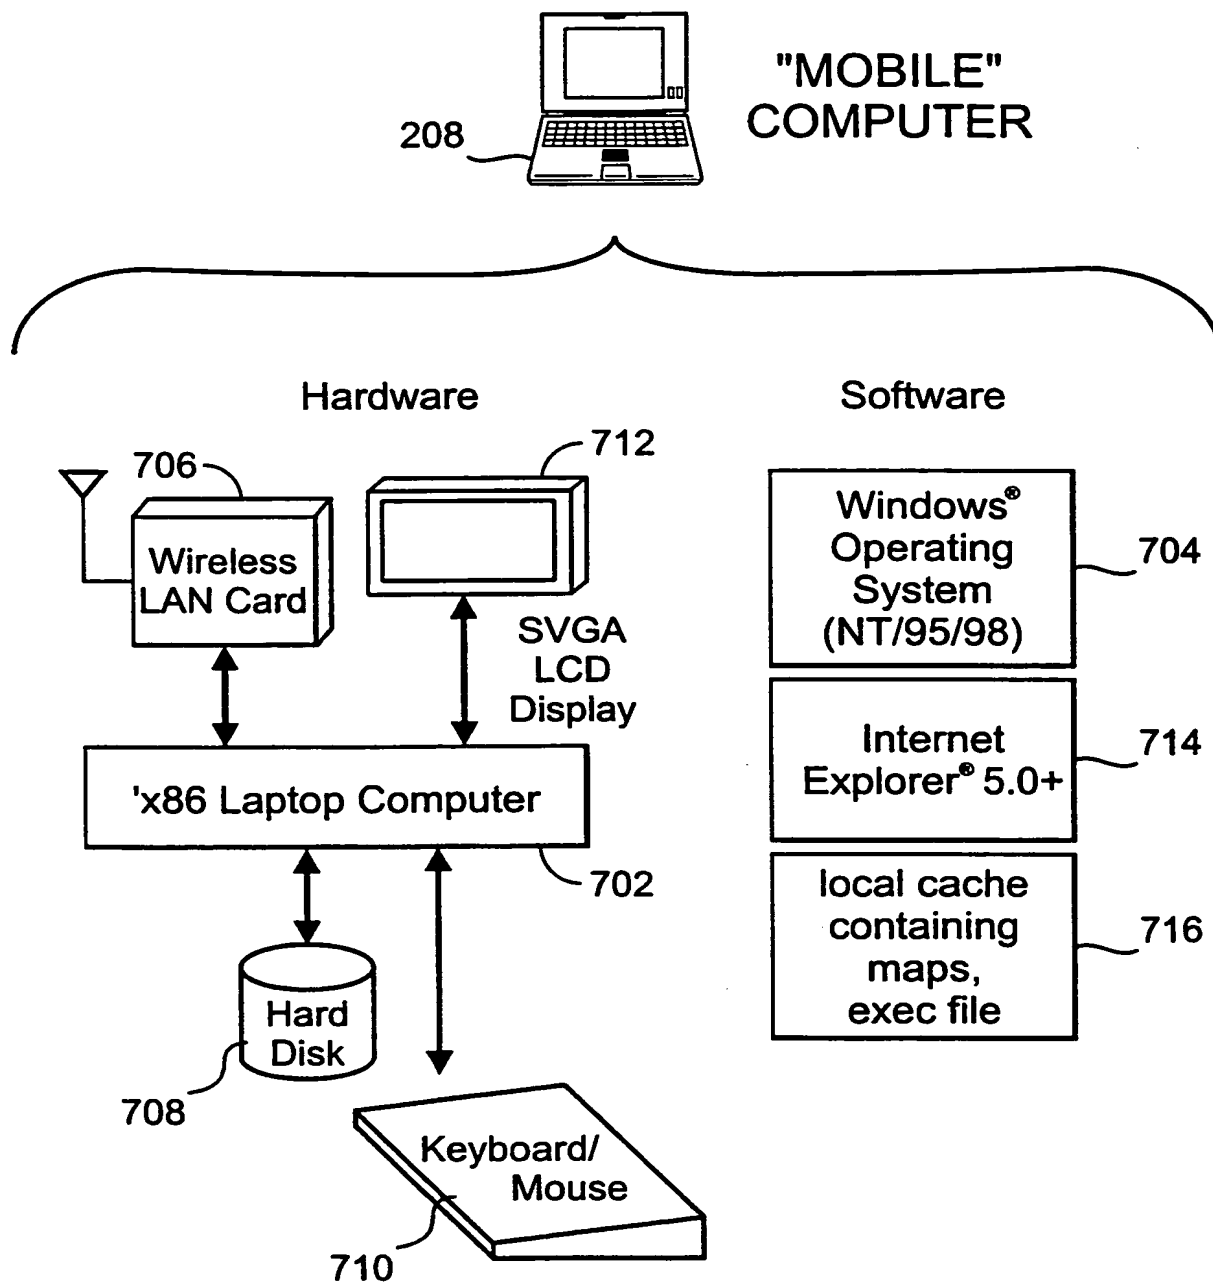 "MOBILE"
COMPUTER
208
Hardware
Software
706
712
Wireless
LAN Card
SVGA
LCD
Display
'x86 Laptop Computer
702
Hard
Disk
708
Keyboard/
Mouse
710
Windows®
Operating
System
(NT/95/98)
704
Internet
Explorer® 5.0+
714
local cache
containing
maps,
exec file
716